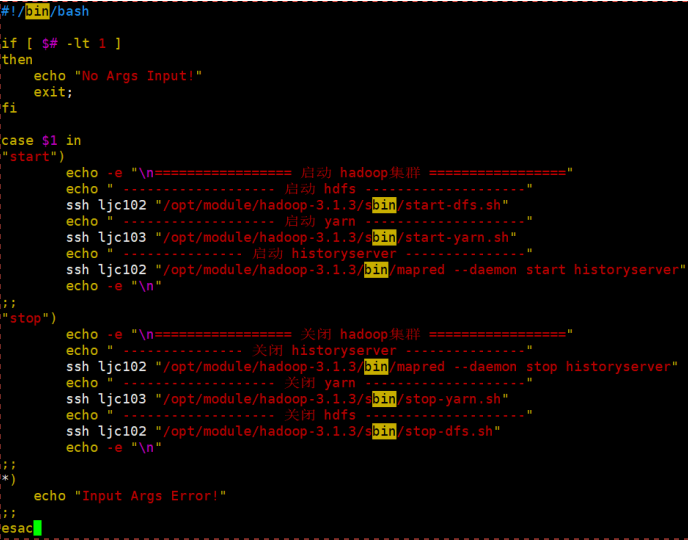 #!/bin/bash

if [ $# -lt 1 ]
then
    echo "No Args Input!"
    exit;
fi

case $1 in
"start")
        echo -e "\n================= 启动 hadoop集群 ================="
        echo " ------------------- 启动 hdfs --------------------"
        ssh ljc102 "/opt/module/hadoop-3.1.3/sbin/start-dfs.sh"
        echo " ------------------- 启动 yarn --------------------"
        ssh ljc103 "/opt/module/hadoop-3.1.3/sbin/start-yarn.sh"
        echo " --------------- 启动 historyserver ---------------"
        ssh ljc102 "/opt/module/hadoop-3.1.3/bin/mapred --daemon start historyserver"
        echo -e "\n"
;;
"stop")
        echo -e "\n================= 关闭 hadoop集群 ================="
        echo " --------------- 关闭 historyserver ---------------"
        ssh ljc102 "/opt/module/hadoop-3.1.3/bin/mapred --daemon stop historyserver"
        echo " ------------------- 关闭 yarn --------------------"
        ssh ljc103 "/opt/module/hadoop-3.1.3/sbin/stop-yarn.sh"
        echo " ------------------- 关闭 hdfs --------------------"
        ssh ljc102 "/opt/module/hadoop-3.1.3/sbin/stop-dfs.sh"
        echo -e "\n"
;;
*)
    echo "Input Args Error!"
;;
esac